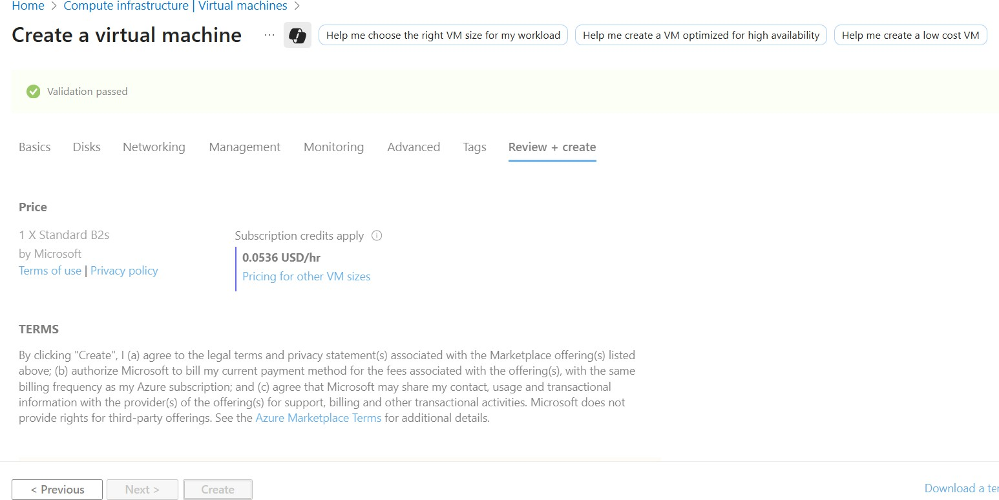 Home > Compute infrastructure | Virtual machines >
Create a virtual machine ... Help me choose the right VM size for my workload Help me create a VM optimized for high availability Help me create a low cost VM
Validation passed
Basics Disks Networking Management Monitoring Advanced Tags Review + create
Price
1 X Standard B2s
by Microsoft
Terms of use | Privacy policy
Subscription credits apply
0.0536 USD/hr
Pricing for other VM sizes
TERMS
By clicking "Create", I (a) agree to the legal terms and privacy statement(s) associated with the Marketplace offering(s) listed
above; (b) authorize Microsoft to bill my current payment method for the fees associated with the offering(s), with the same
billing frequency as my Azure subscription; and (c) agree that Microsoft may share my contact, usage and transactional
information with the provider(s) of the offering(s) for support, billing and other transactional activities. Microsoft does not
provide rights for third-party offerings. See the Azure Marketplace Terms for additional details.
< Previous Next > Create
Download a